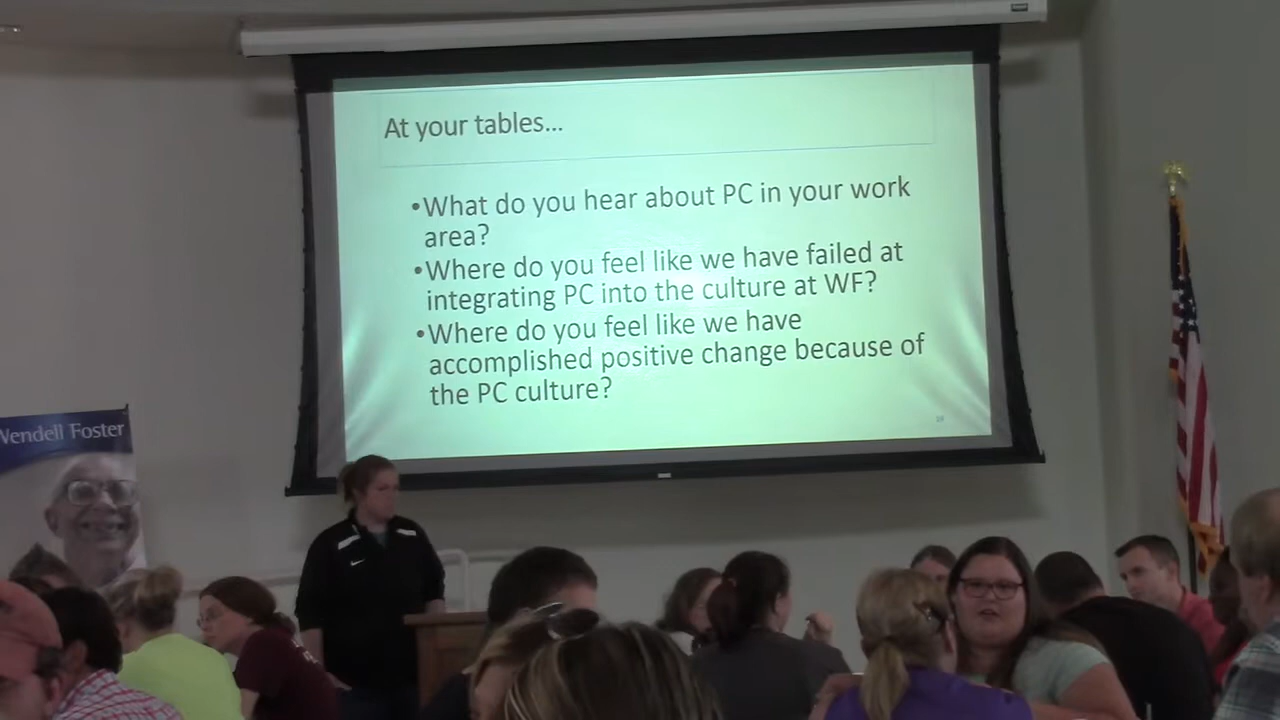 At your tables...
•What do you hear about PC in your work
area?
•Where do you feel like we have failed at
integrating PC into the culture at WF?
•Where do you feel like we have
accomplished positive change because of
the PC culture?
39
Wendell Foster